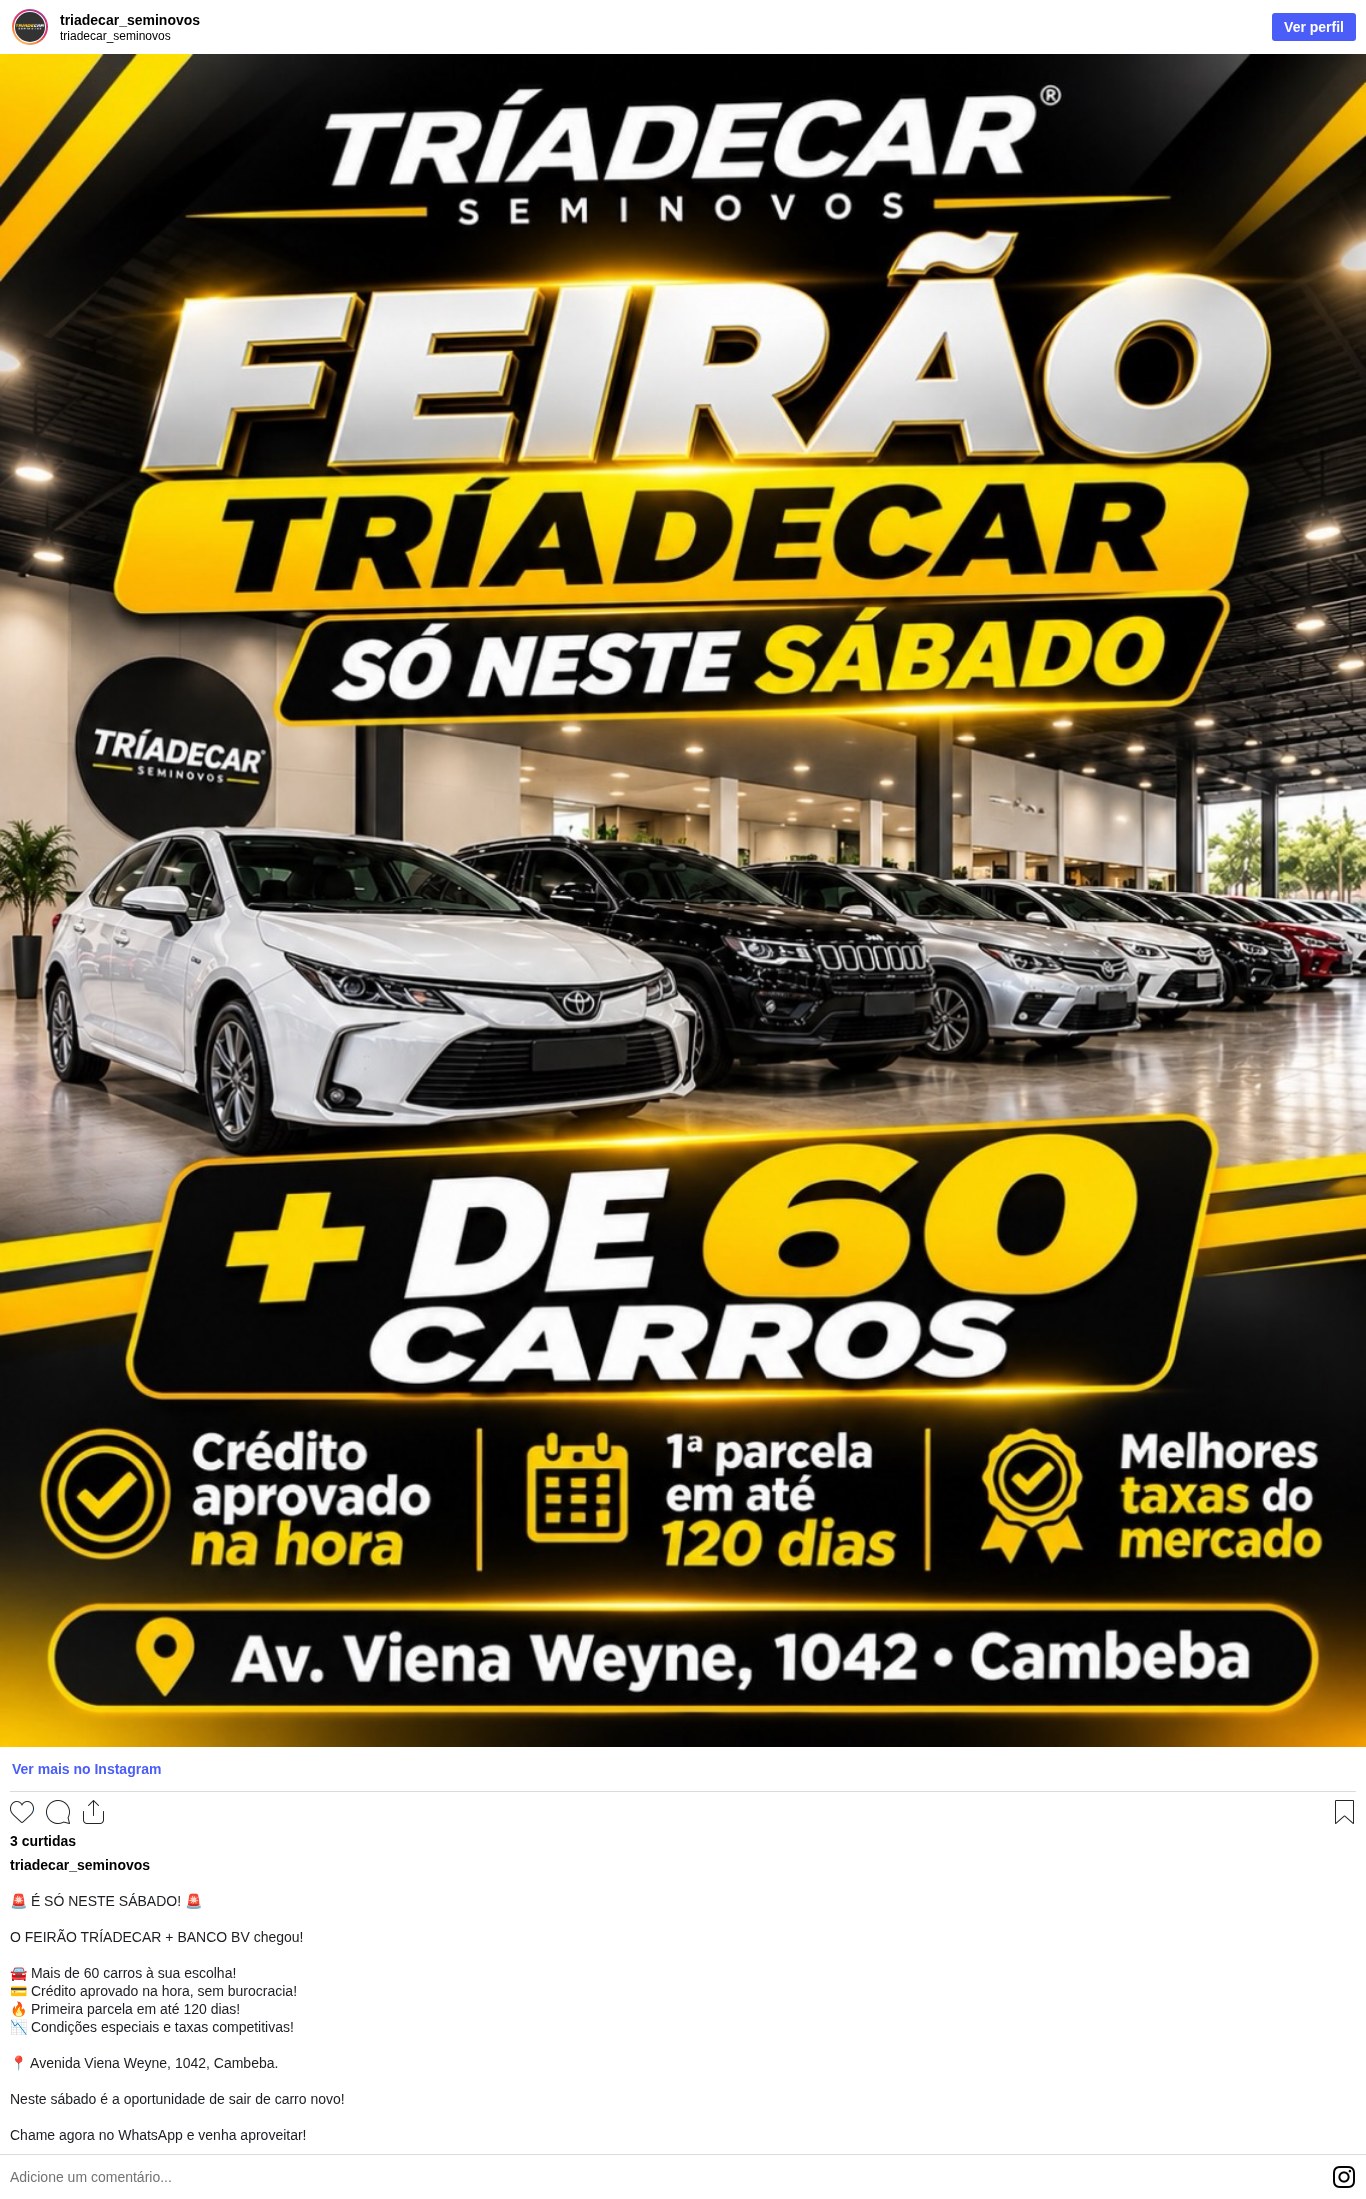 triadecar_seminovos
triadecar_seminovos
Ver perfil
TRÍADECAR®
SEMINOVOS
FEIRÃO
TRÍADECAR
SÓ NESTE SÁBADO
TRÍADECAR®
SEMINOVOS
+ DE 60
CARROS
Crédito
aprovado
na hora
1ª parcela
em até
120 dias
Melhores
taxas do
mercado
Av. Viena Weyne, 1042 • Cambeba
Ver mais no Instagram
3 curtidas
triadecar_seminovos
🚨 É SÓ NESTE SÁBADO! 🚨
O FEIRÃO TRÍADECAR + BANCO BV chegou!
🚘 Mais de 60 carros à sua escolha!
💳 Crédito aprovado na hora, sem burocracia!
🔥 Primeira parcela em até 120 dias!
📉 Condições especiais e taxas competitivas!
📍 Avenida Viena Weyne, 1042, Cambeba.
Neste sábado é a oportunidade de sair de carro novo!
Chame agora no WhatsApp e venha aproveitar!
Adicione um comentário...